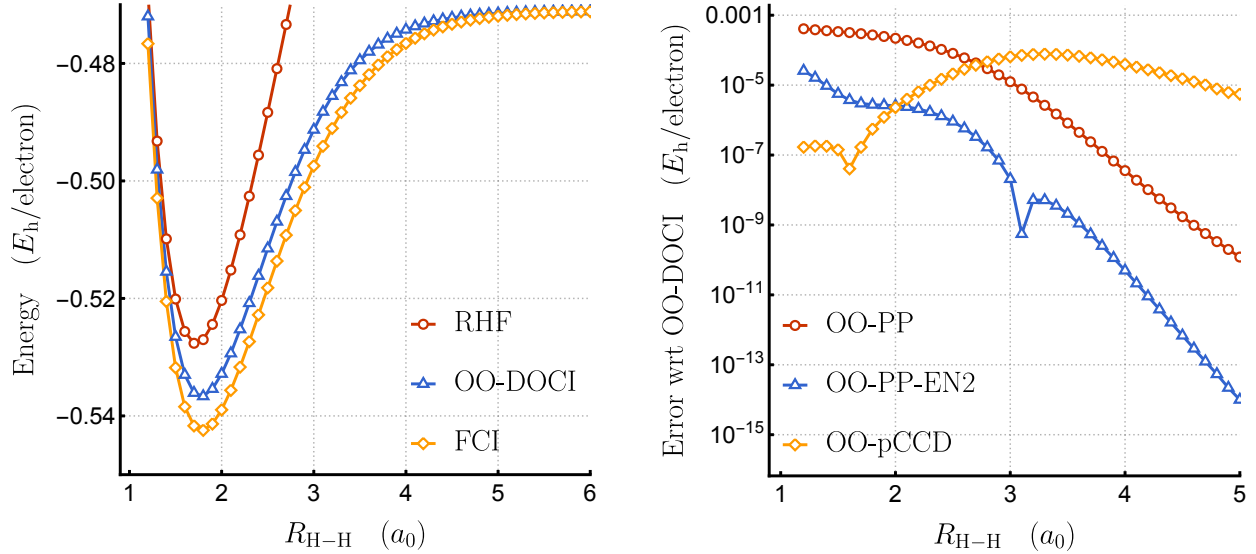 Energy (E_h/electron)
−0.48
−0.50
−0.52
−0.54
RHF
OO-DOCI
FCI
1 2 3 4 5 6
R_{H−H} (a_0)
Error wrt OO-DOCI (E_h/electron)
0.001
10^{−5}
10^{−7}
10^{−9}
10^{−11}
10^{−13}
10^{−15}
OO-PP
OO-PP-EN2
OO-pCCD
1 2 3 4 5
R_{H−H} (a_0)